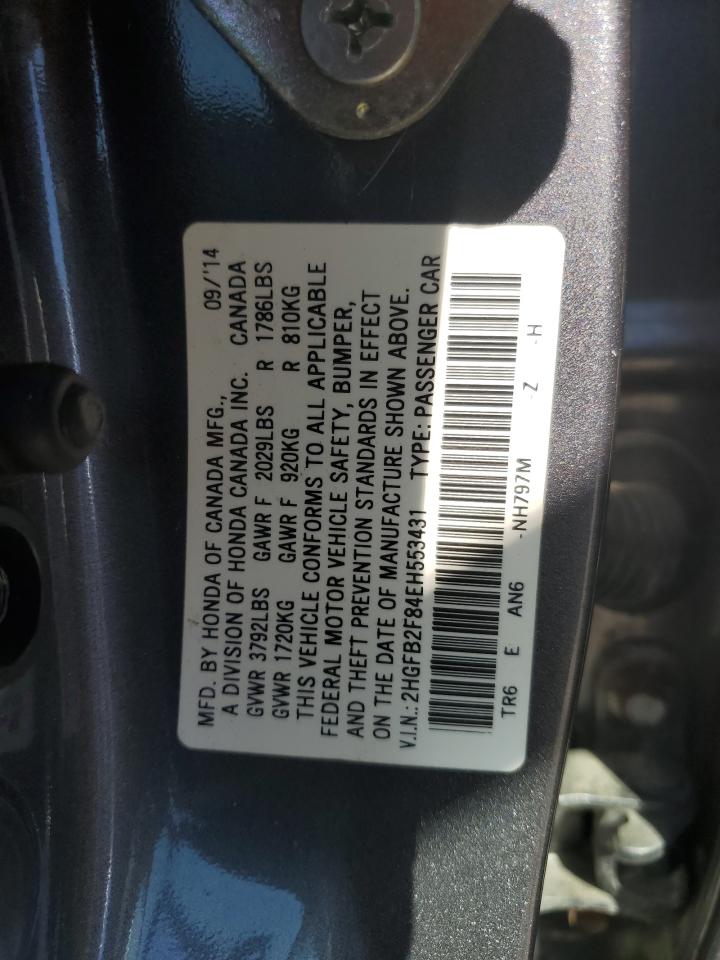 MFD. BY HONDA OF CANADA MFG., 09/'14
A DIVISION OF HONDA CANADA INC. CANADA
GVWR 3792LBS GAWR F 2029LBS R 1786LBS
GVWR 1720KG GAWR F 920KG R 810KG
THIS VEHICLE CONFORMS TO ALL APPLICABLE
FEDERAL MOTOR VEHICLE SAFETY, BUMPER,
AND THEFT PREVENTION STANDARDS IN EFFECT
ON THE DATE OF MANUFACTURE SHOWN ABOVE.
V.I.N.: 2HGFB2F84EH553431 TYPE: PASSENGER CAR
TR6 E AN6 -NH797M -Z -H